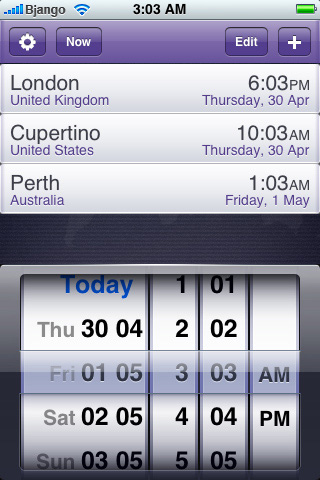 Bjango 3:03 AM
Now Edit +
London 6:03PM
United Kingdom Thursday, 30 Apr
Cupertino 10:03AM
United States Thursday, 30 Apr
Perth 1:03AM
Australia Friday, 1 May
Today 1 01
Thu 30 04 2 02
Fri 01 05 3 03 AM
Sat 02 05 4 04 PM
Sun 03 05 5 05